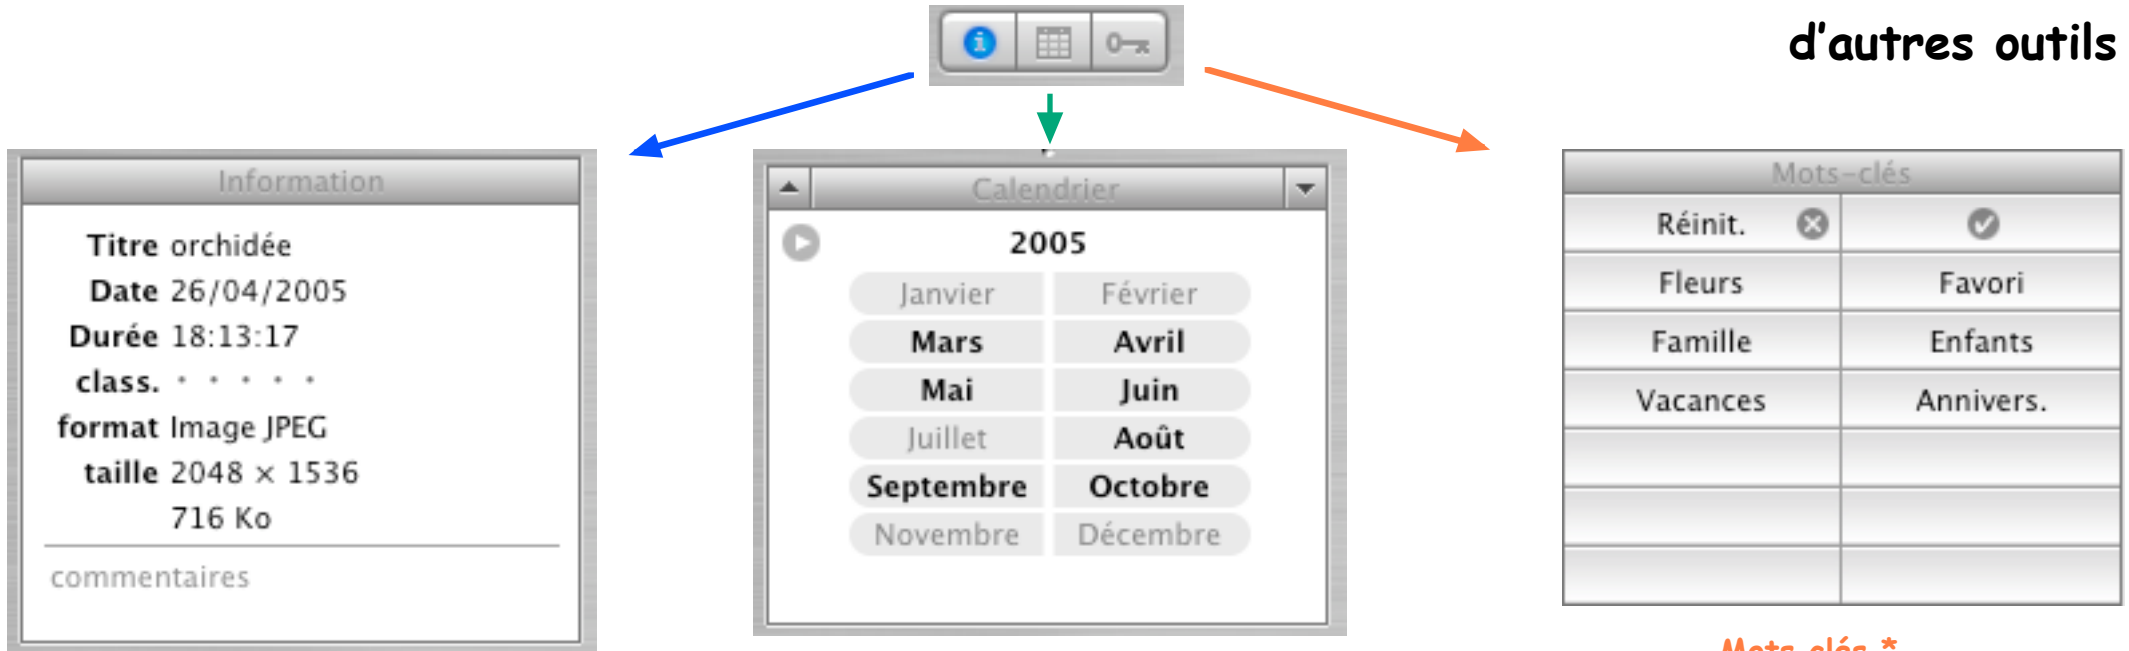 d'autres outils
Information
Titre orchidée
Date 26/04/2005
Durée 18:13:17
class. · · · · ·
format Image JPEG
taille 2048 × 1536
716 Ko
commentaires
Calendrier
2005
Janvier Février
Mars Avril
Mai Juin
Juillet Août
Septembre Octobre
Novembre Décembre
Mots-clés
Réinit.
Fleurs Favori
Famille Enfants
Vacances Annivers.
Mots clés *